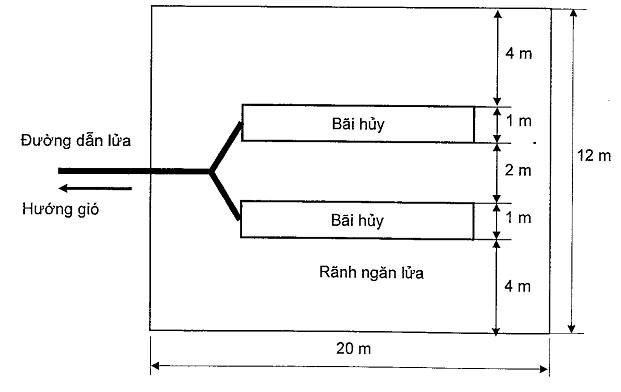 4 m
Bãi hủy
1 m
Đường dẫn lửa
12 m
2 m
Hướng gió
Bãi hủy
1 m
Rãnh ngăn lửa
4 m
20 m